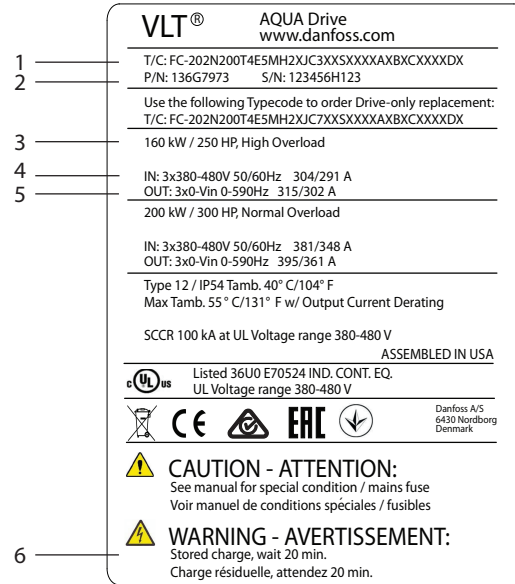 VLT® AQUA Drive
www.danfoss.com
1 T/C: FC-202N200T4E5MH2XJC3XXSXXXXAXBXCXXXXDX
2 P/N: 136G7973 S/N: 123456H123
Use the following Typecode to order Drive-only replacement:
T/C: FC-202N200T4E5MH2XJC7XXSXXXXAXBXCXXXXDX
3 160 kW / 250 HP, High Overload
4 IN: 3x380-480V 50/60Hz 304/291 A
5 OUT: 3x0-Vin 0-590Hz 315/302 A
200 kW / 300 HP, Normal Overload
IN: 3x380-480V 50/60Hz 381/348 A
OUT: 3x0-Vin 0-590Hz 395/361 A
Type 12 / IP54 Tamb. 40° C/104° F
Max Tamb. 55° C/131° F w/ Output Current Derating
SCCR 100 kA at UL Voltage range 380-480 V
ASSEMBLED IN USA
c UL us Listed 36U0 E70524 IND. CONT. EQ.
UL Voltage range 380-480 V
CE EAC
Danfoss A/S
6430 Nordborg
Denmark
CAUTION - ATTENTION:
See manual for special condition / mains fuse
Voir manuel de conditions spéciales / fusibles
WARNING - AVERTISSEMENT:
6 Stored charge, wait 20 min.
Charge résiduelle, attendez 20 min.